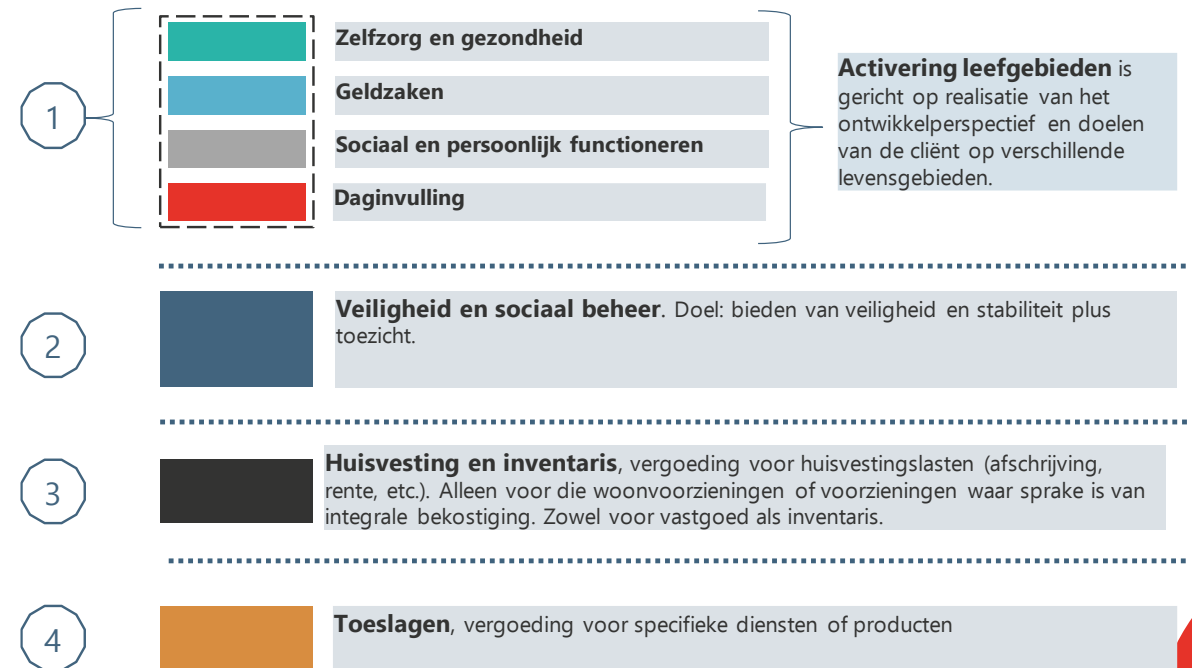 1
Zelfzorg en gezondheid
Geldzaken
Sociaal en persoonlijk functioneren
Daginvulling
Activering leefgebieden is
gericht op realisatie van het
ontwikkelperspectief en doelen
van de cliënt op verschillende
levensgebieden.
2
Veiligheid en sociaal beheer. Doel: bieden van veiligheid en stabiliteit plus
toezicht.
3
Huisvesting en inventaris, vergoeding voor huisvestingslasten (afschrijving,
rente, etc.). Alleen voor die woonvoorzieningen of voorzieningen waar sprake is van
integrale bekostiging. Zowel voor vastgoed als inventaris.
4
Toeslagen, vergoeding voor specifieke diensten of producten